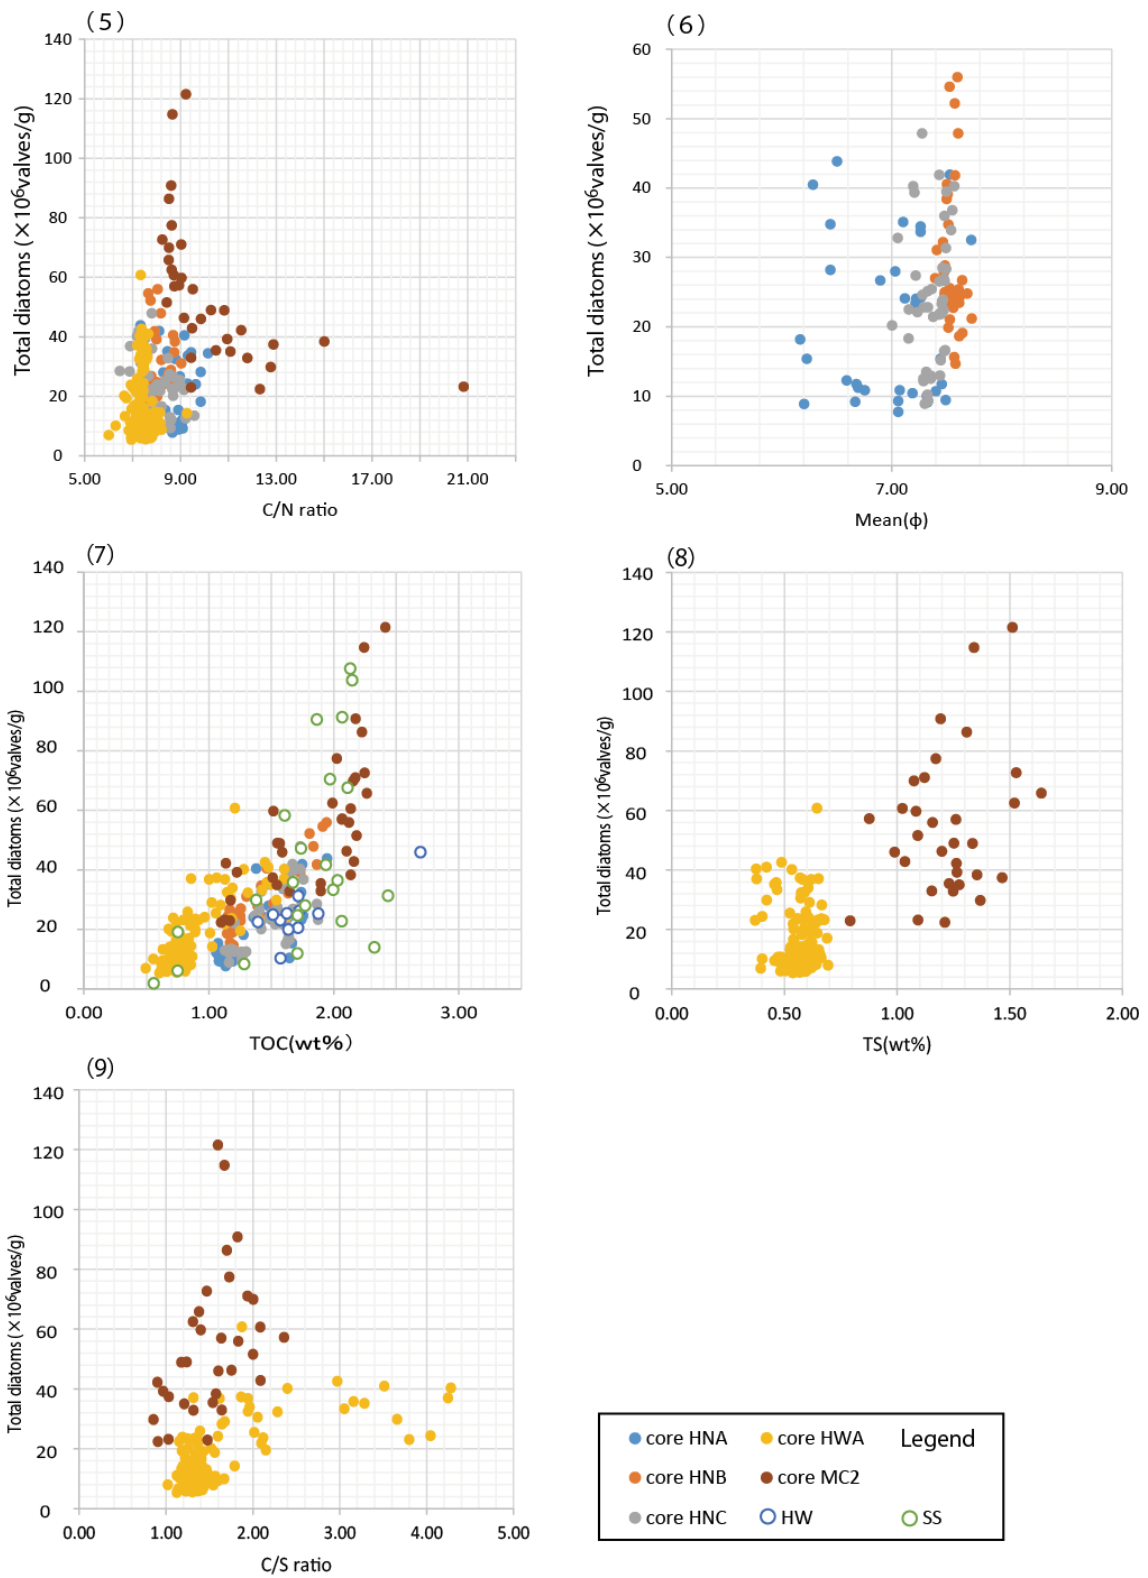 (5)
Total diatoms (×10⁶valves/g)
140
120
100
80
60
40
20
0
5.00 9.00 13.00 17.00 21.00
C/N ratio
(6)
Total diatoms (×10⁶valves/g)
60
50
40
30
20
10
0
5.00 7.00 9.00
Mean(ϕ)
(7)
Total diatoms (×10⁶valves/g)
140
120
100
80
60
40
20
0
0.00 1.00 2.00 3.00
TOC(wt%)
(8)
Total diatoms (×10⁶valves/g)
140
120
100
80
60
40
20
0
0.00 0.50 1.00 1.50 2.00
TS(wt%)
(9)
Total diatoms (×10⁶valves/g)
140
120
100
80
60
40
20
0
0.00 1.00 2.00 3.00 4.00 5.00
C/S ratio
core HNA core HWA Legend
core HNB core MC2
core HNC HW SS